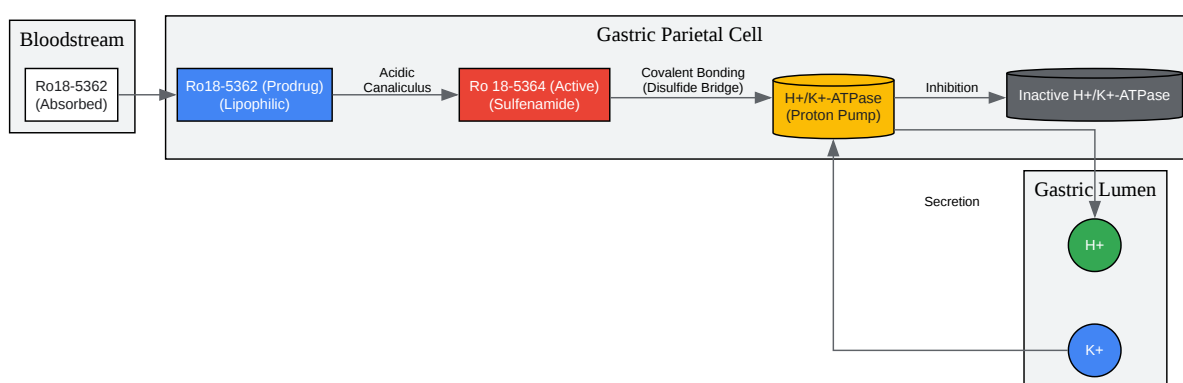 Bloodstream
Ro18-5362
(Absorbed)
Gastric Parietal Cell
Ro18-5362 (Prodrug)
(Lipophilic)
Acidic
Canaliculus
Ro 18-5364 (Active)
(Sulfenamide)
Covalent Bonding
(Disulfide Bridge)
H+/K+-ATPase
(Proton Pump)
Inhibition
Inactive H+/K+-ATPase
Secretion
Gastric Lumen
H+
K+